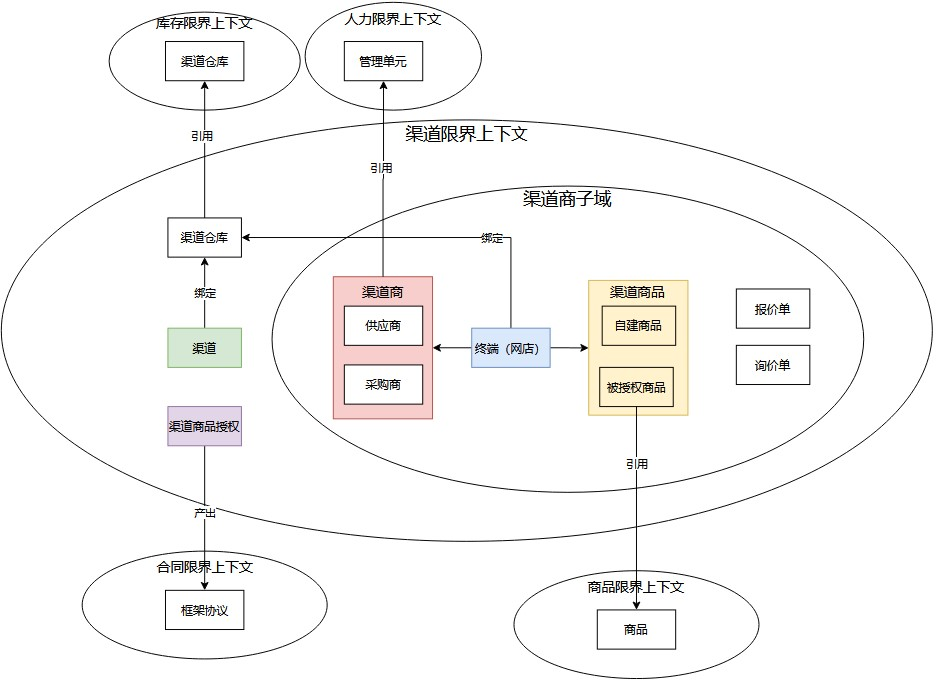 库存限界上下文
渠道仓库
人力限界上下文
管理单元
引用
引用
渠道限界上下文
渠道商子域
渠道仓库
绑定
绑定
渠道
渠道商品授权
渠道商
供应商
采购商
终端（网店）
渠道商品
自建商品
被授权商品
报价单
询价单
引用
产出
合同限界上下文
框架协议
商品限界上下文
商品